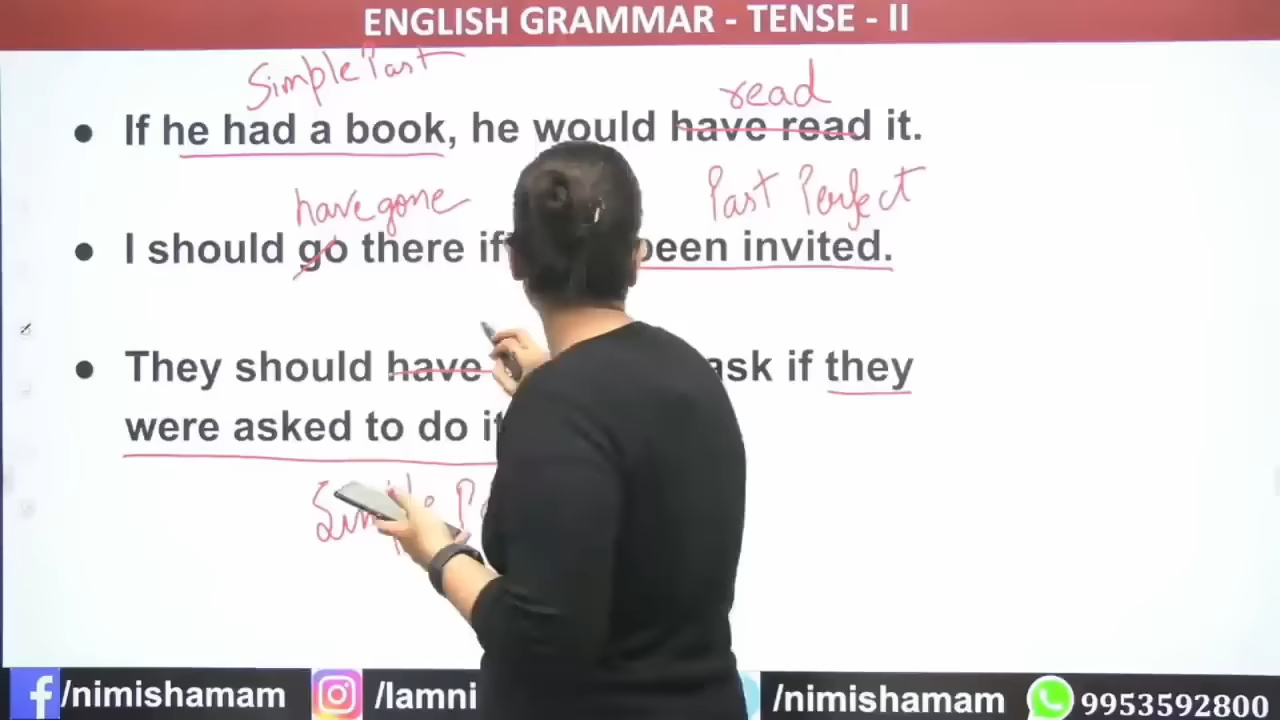 ENGLISH GRAMMAR - TENSE - II
Simple Past
read
If he had a book, he would have read it.
have gone
Past Perfect
I should go there if been invited.
They should have ask if they
were asked to do it
Simple
/nimishamam /Iamni /nimishamam 9953592800